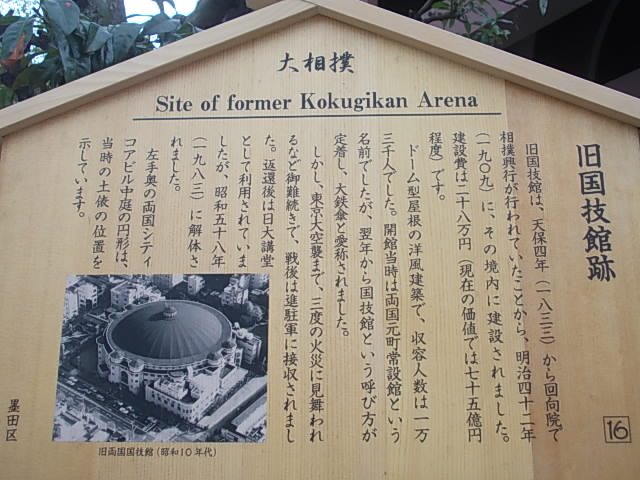 大相撲
Site of former Kokugikan Arena
旧国技館跡
旧国技館は、天保四年（一八三三）から回向院で
相撲興行が行われていたことから、明治四十二年
（一九〇九）に、その境内に建設されました。
建設費は二十八万円（現在の価値では七十五億円
程度）です。
ドーム型屋根の洋風建築で、収容人数は一万
三千人でした。開館当時は両国元町常設館という
名前でしたが、翌年から国技館という呼び方が
定着し、大鉄傘と愛称されました。
しかし、東京大空襲まで、三度の火災に見舞われ
るなど御難続きで、戦後は進駐軍に接収されまし
た。返還後は日大講堂
として利用されていま
したが、昭和五十八年
（一九八三）に解体さ
れました。
左手奥の両国シティ
コアビル中庭の円形は、
当時の土俵の位置を
示しています。
旧両国国技館（昭和10年代）
墨田区
16